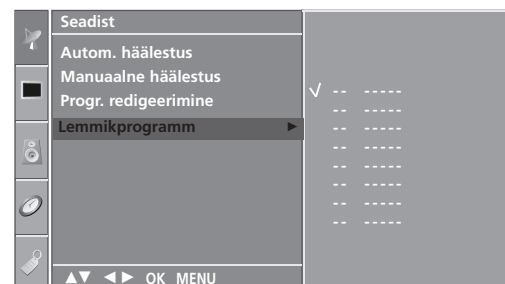 Seadist
Autom. häälestus
Manuaalne häälestus
Progr. redigeerimine
Lemmikprogramm ►
√ -- -----
-- -----
-- -----
-- -----
-- -----
-- -----
-- -----
-- -----
▲▼ ◄► OK MENU